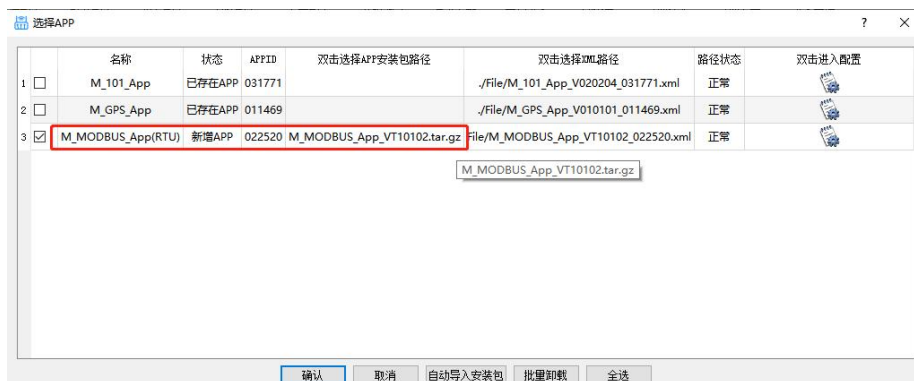 选择APP ? ×
名称 状态 APPID 双击选择APP安装包路径 双击选择XML路径 路径状态 双击进入配置
1 M_101_App 已存在APP 031771 ./File/M_101_App_V020204_031771.xml 正常
2 M_GPS_App 已存在APP 011469 ./File/M_GPS_App_V010101_011469.xml 正常
3 M_MODBUS_App(RTU) 新增APP 022520 M_MODBUS_App_VT10102.tar.gz File/M_MODBUS_App_VT10102_022520.xml 正常
M_MODBUS_App_VT10102.tar.gz
确认 取消 自动导入安装包 批量卸载 全选